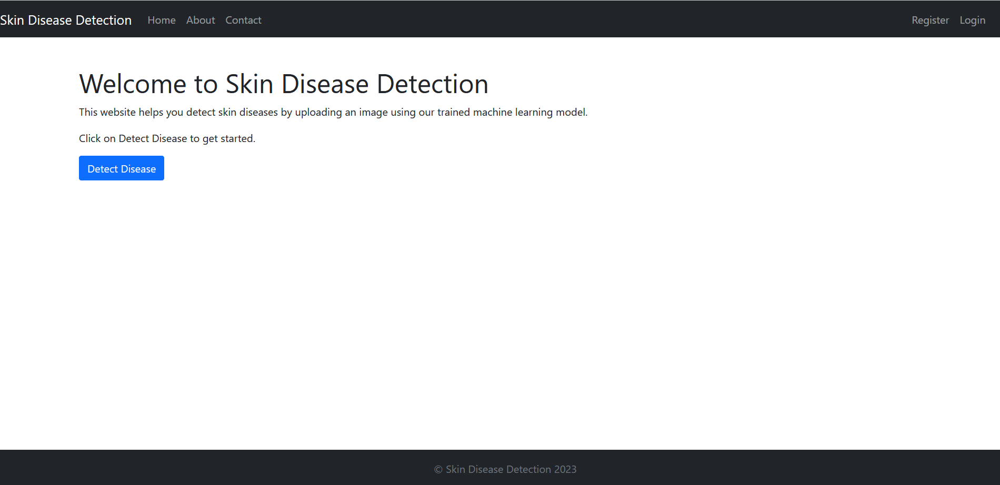 Skin Disease Detection Home About Contact Register Login
Welcome to Skin Disease Detection
This website helps you detect skin diseases by uploading an image using our trained machine learning model.
Click on Detect Disease to get started.
Detect Disease
© Skin Disease Detection 2023